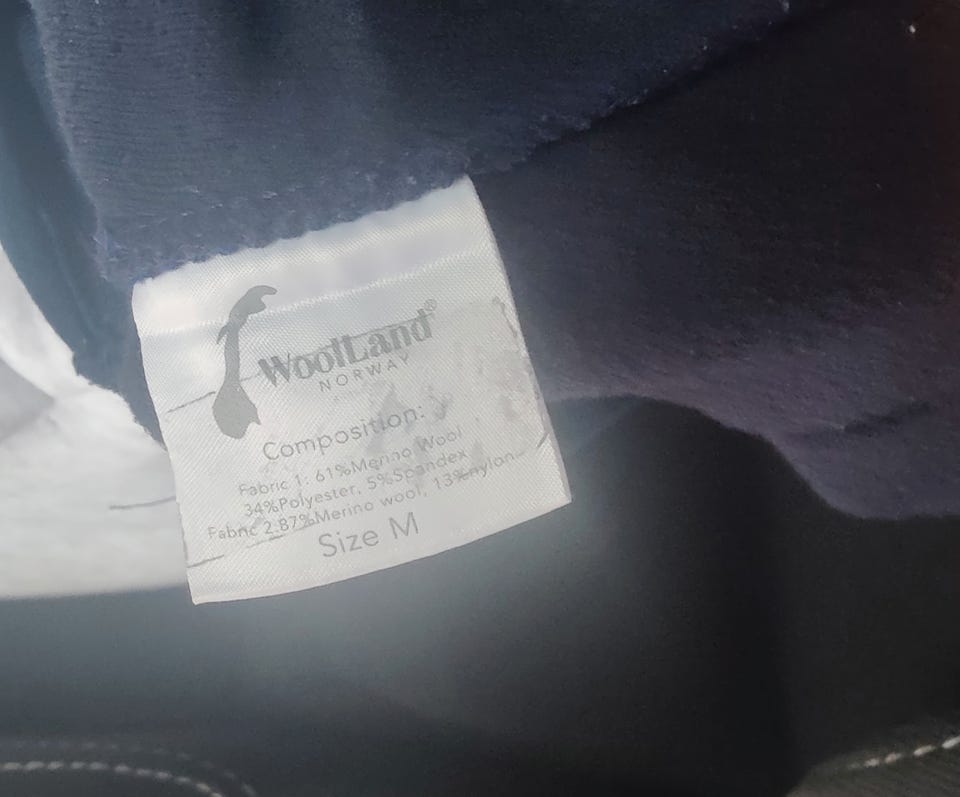 WoolLand®
NORWAY
Composition:
Fabric 1: 61%Merino Wool
34%Polyester, 5%Spandex
Fabric 2:87%Merino wool, 13%nylon
Size M